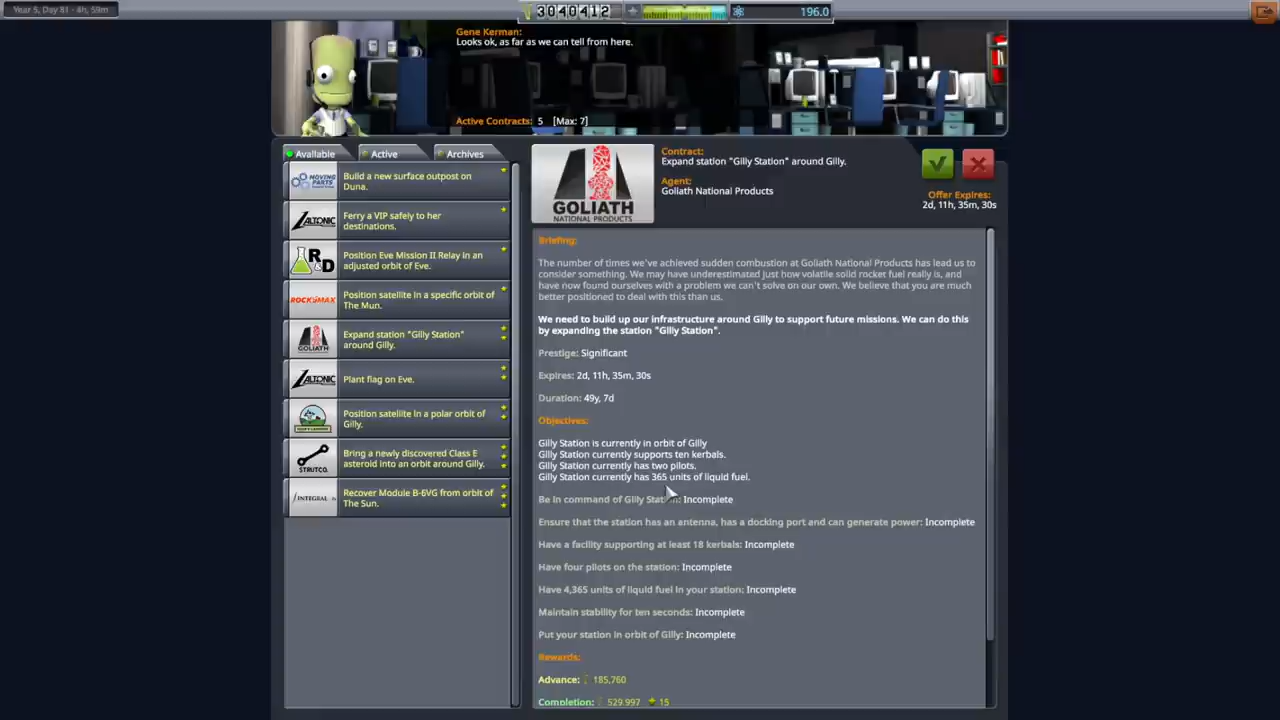 Year 5, Day 81 - 4h, 59m
3040412
196.0
Gene Kerman:
Looks ok, as far as we can tell from here.
Active Contracts: 5 [Max: 7]
Available
Active
Archives
MOVING PARTS
Build a new surface outpost on
Duna.
ALTONIC
Ferry a VIP safely to her
destinations.
R&D
Position Eve Mission II Relay in an
adjusted orbit of Eve.
ROCKOMAX
Position satellite in a specific orbit of
The Mun.
GOLIATH
Expand station "Gilly Station"
around Gilly.
ALTONIC
Plant flag on Eve.
Position satellite in a polar orbit of
Gilly.
STRUTCO.
Bring a newly discovered Class E
asteroid into an orbit around Gilly.
INTEGRAL
Recover Module B-6VG from orbit of
The Sun.
GOLIATH
NATIONAL PRODUCTS
Contract:
Expand station "Gilly Station" around Gilly.
Agent:
Goliath National Products
Offer Expires:
2d, 11h, 35m, 30s
Briefing:
The number of times we've achieved sudden combustion at Goliath National Products has lead us to
consider something. We may have underestimated just how volatile solid rocket fuel really is, and
have now found ourselves with a problem we can't solve on our own. We believe that you are much
better positioned to deal with this than us.
We need to build up our infrastructure around Gilly to support future missions. We can do this
by expanding the station "Gilly Station".
Prestige: Significant
Expires: 2d, 11h, 35m, 30s
Duration: 49y, 7d
Objectives:
Gilly Station is currently in orbit of Gilly
Gilly Station currently supports ten kerbals.
Gilly Station currently has two pilots.
Gilly Station currently has 365 units of liquid fuel.
Be in command of Gilly Station: Incomplete
Ensure that the station has an antenna, has a docking port and can generate power: Incomplete
Have a facility supporting at least 18 kerbals: Incomplete
Have four pilots on the station: Incomplete
Have 4,365 units of liquid fuel in your station: Incomplete
Maintain stability for ten seconds: Incomplete
Put your station in orbit of Gilly: Incomplete
Rewards:
Advance: 185,760
Completion: 529,997 15